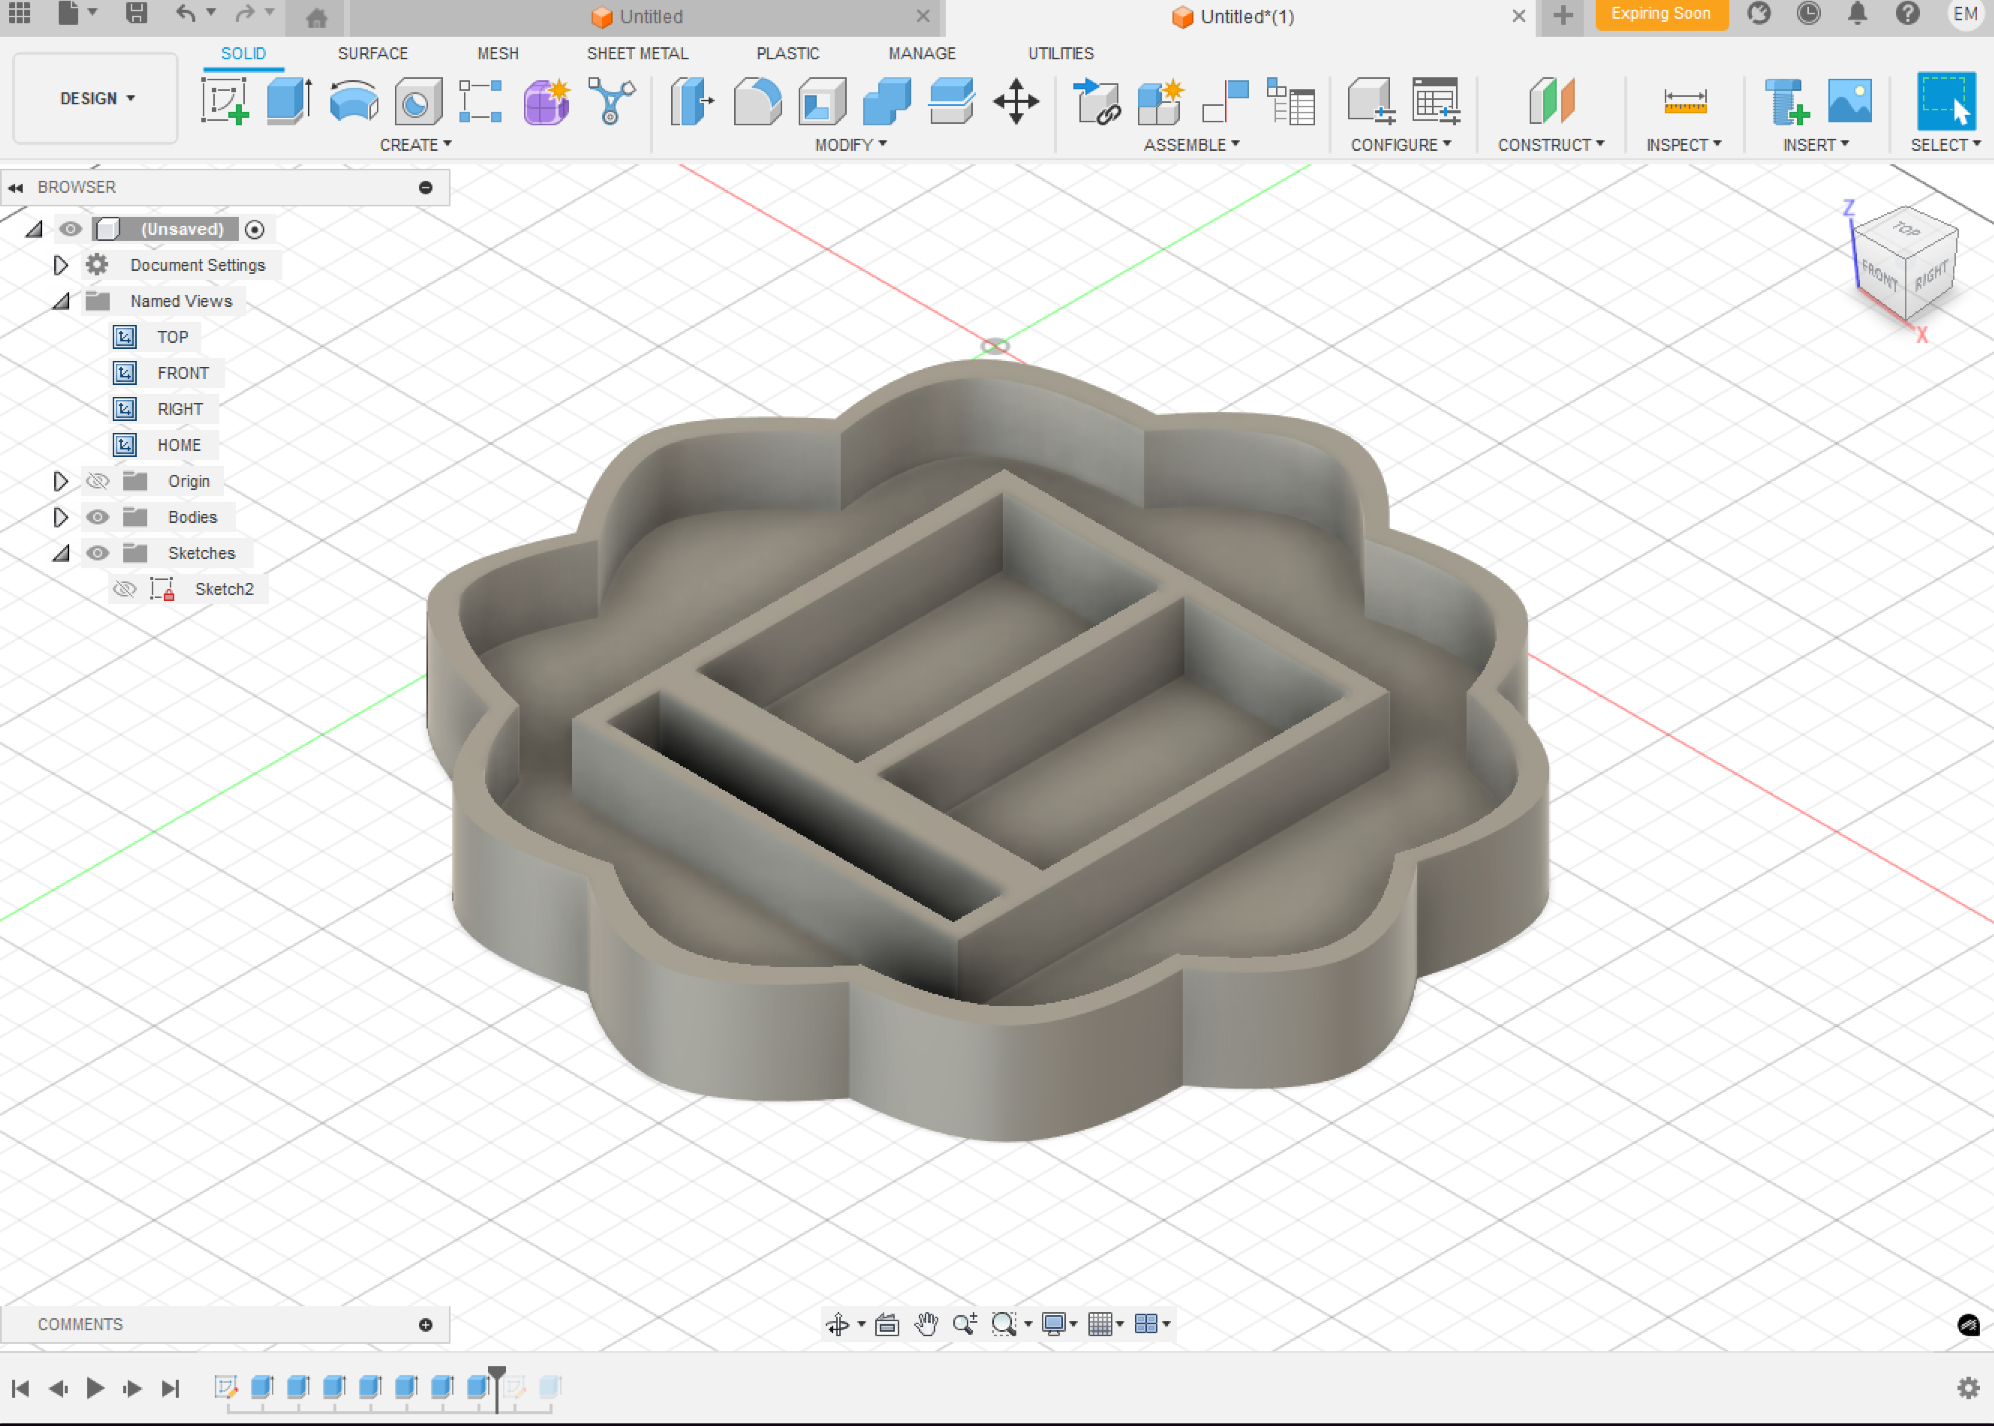 Untitled
Untitled*(1)
Expiring Soon
EM
DESIGN
SOLID
SURFACE
MESH
SHEET METAL
PLASTIC
MANAGE
UTILITIES
CREATE
MODIFY
ASSEMBLE
CONFIGURE
CONSTRUCT
INSPECT
INSERT
SELECT
BROWSER
(Unsaved)
Document Settings
Named Views
TOP
FRONT
RIGHT
HOME
Origin
Bodies
Sketches
Sketch2
Z
TOP
FRONT
RIGHT
X
COMMENTS